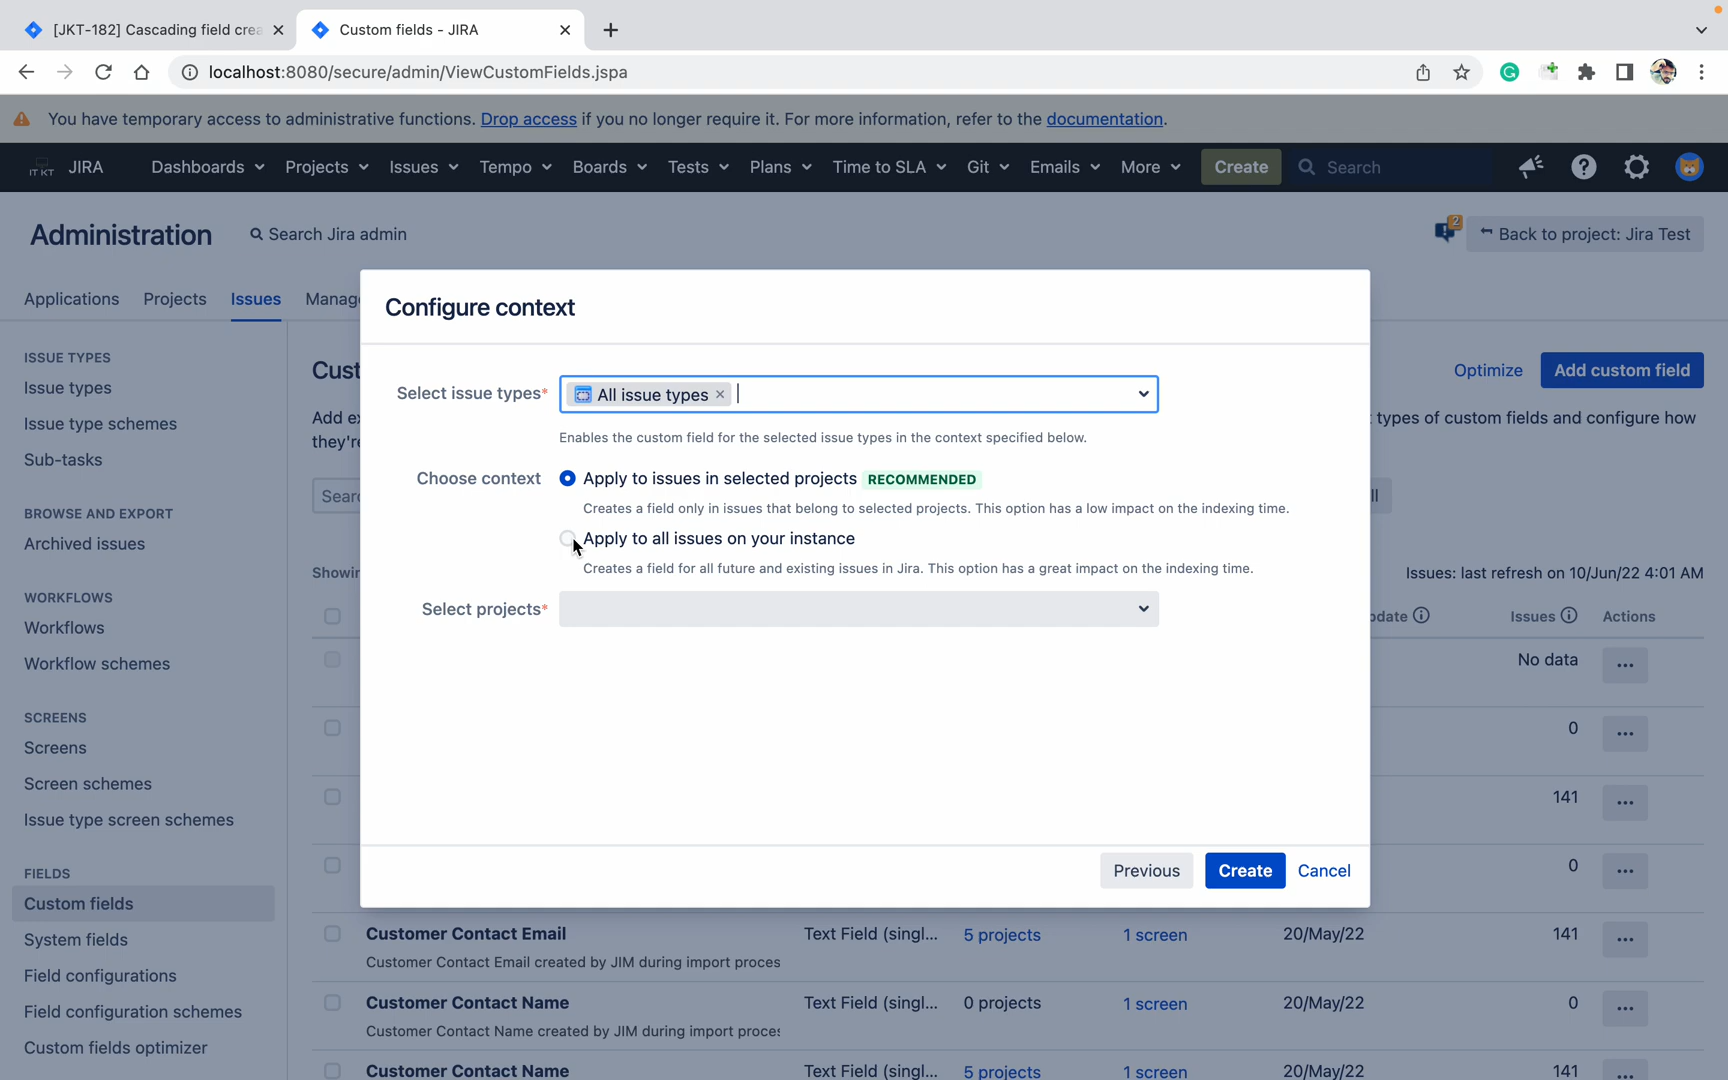 [JKT-182] Cascading field crea
Custom fields - JIRA
localhost:8080/secure/admin/ViewCustomFields.jspa
You have temporary access to administrative functions. Drop access if you no longer require it. For more information, refer to the documentation.
IT KT JIRA Dashboards Projects Issues Tempo Boards Tests Plans Time to SLA Git Emails More Create Search
Administration Search Jira admin 2 Back to project: Jira Test
Applications Projects Issues Manag
ISSUE TYPES
Issue types
Issue type schemes
Sub-tasks
BROWSE AND EXPORT
Archived issues
WORKFLOWS
Workflows
Workflow schemes
SCREENS
Screens
Screen schemes
Issue type screen schemes
FIELDS
Custom fields
System fields
Field configurations
Field configuration schemes
Custom fields optimizer
Cust Optimize Add custom field
Add ex types of custom fields and configure how
they're
Sear ll
Showin Issues: last refresh on 10/Jun/22 4:01 AM
pdate Issues Actions
No data
0
141
0
Configure context
Select issue types* All issue types
Enables the custom field for the selected issue types in the context specified below.
Choose context Apply to issues in selected projects RECOMMENDED
Creates a field only in issues that belong to selected projects. This option has a low impact on the indexing time.
Apply to all issues on your instance
Creates a field for all future and existing issues in Jira. This option has a great impact on the indexing time.
Select projects*
Previous Create Cancel
Customer Contact Email Text Field (singl... 5 projects 1 screen 20/May/22 141
Customer Contact Email created by JIM during import proces
Customer Contact Name Text Field (singl... 0 projects 1 screen 20/May/22 0
Customer Contact Name created by JIM during import proces
Customer Contact Name Text Field (singl... 5 projects 1 screen 20/May/22 141